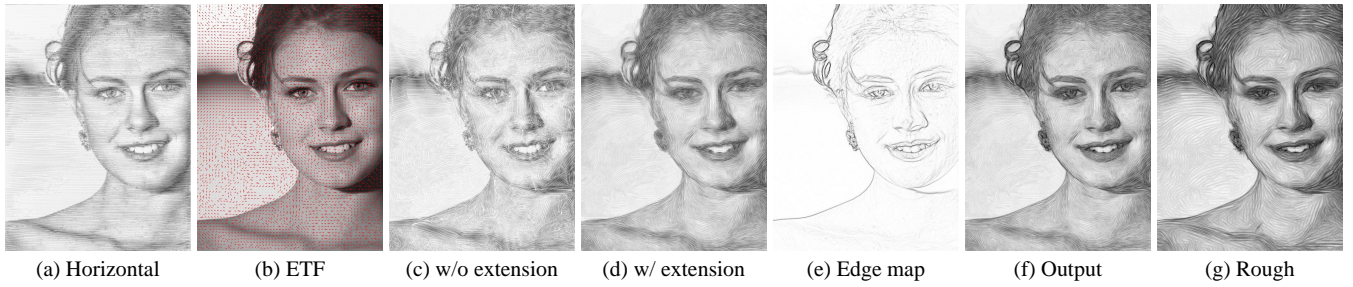 (a) Horizontal (b) ETF (c) w/o extension (d) w/ extension (e) Edge map (f) Output (g) Rough